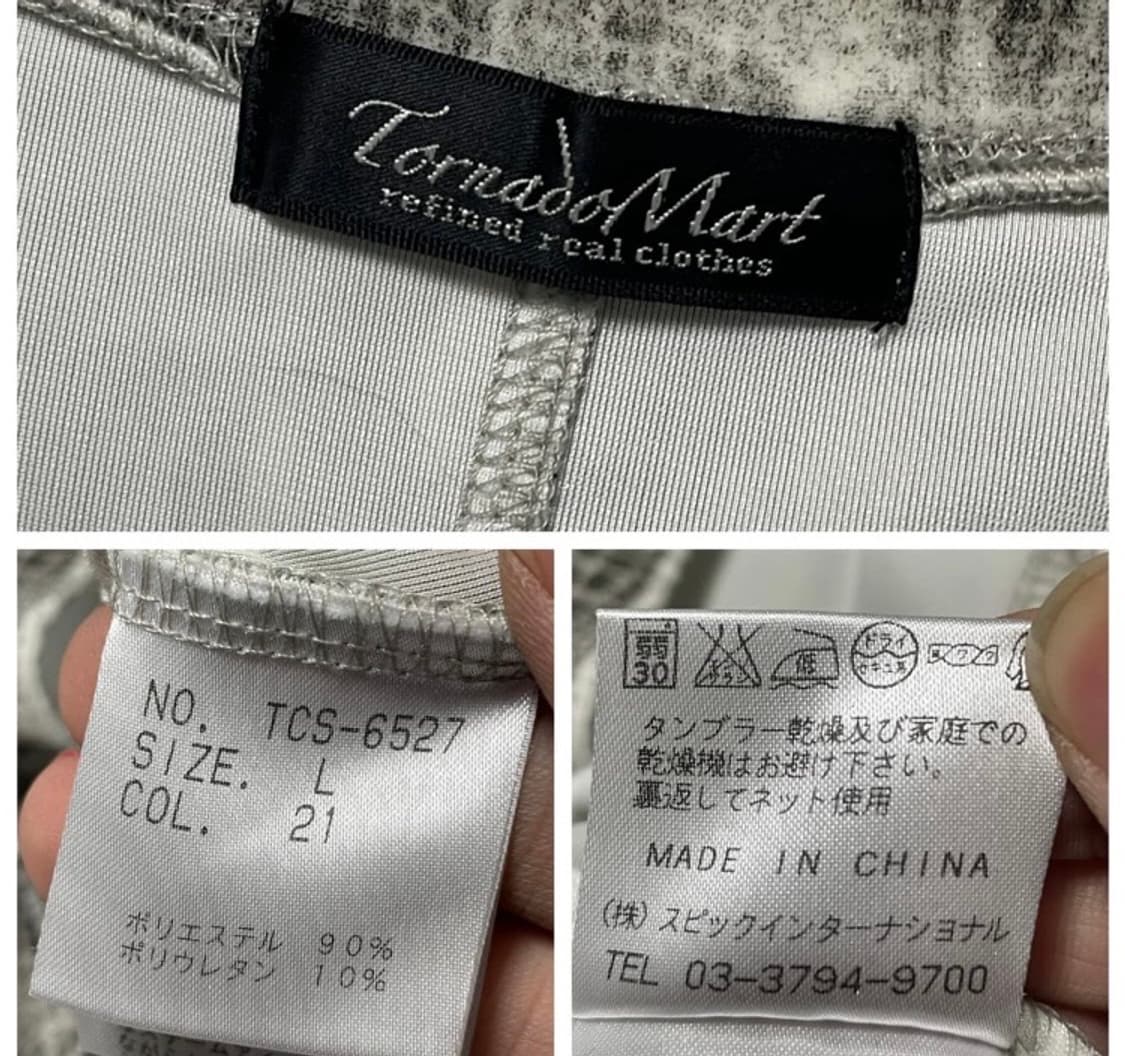 TornadoMart
refined real clothes
NO. TCS-6527
SIZE. L
COL. 21
ポリエステル 90%
ポリウレタン 10%
弱
30
低
ドライ
タンブラー乾燥及び家庭での
乾燥機はお避け下さい。
裏返してネット使用
MADE IN CHINA
(株)スピックインターナショナル
TEL 03-3794-9700